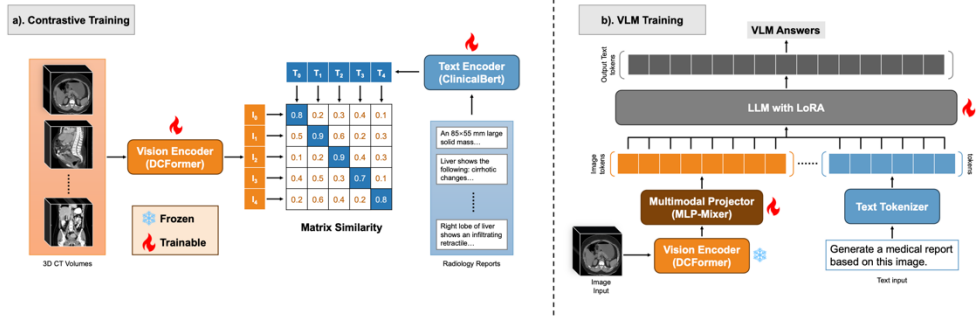 a). Contrastive Training
3D CT Volumes
Vision Encoder
(DCFormer)
Frozen
Trainable
T0 T1 T2 T3 T4
I0 0.8 0.2 0.3 0.4 0.1
I1 0.5 0.9 0.6 0.2 0.3
I2 0.1 0.2 0.9 0.4 0.3
I3 0.4 0.5 0.3 0.7 0.1
I4 0.2 0.6 0.4 0.2 0.8
Matrix Similarity
Text Encoder
(ClinicalBert)
An 85×55 mm large
solid mass...
Liver shows the
following: cirrhotic
changes...
Right lobe of liver
shows an infiltrating
retractile...
Radiology Reports
b). VLM Training
VLM Answers
Output Text
tokens
LLM with LoRA
Image
tokens
tokens
Multimodal Projector
(MLP-Mixer)
Text Tokenizer
Vision Encoder
(DCFormer)
Image
Input
Generate a medical report
based on this image.
Text input